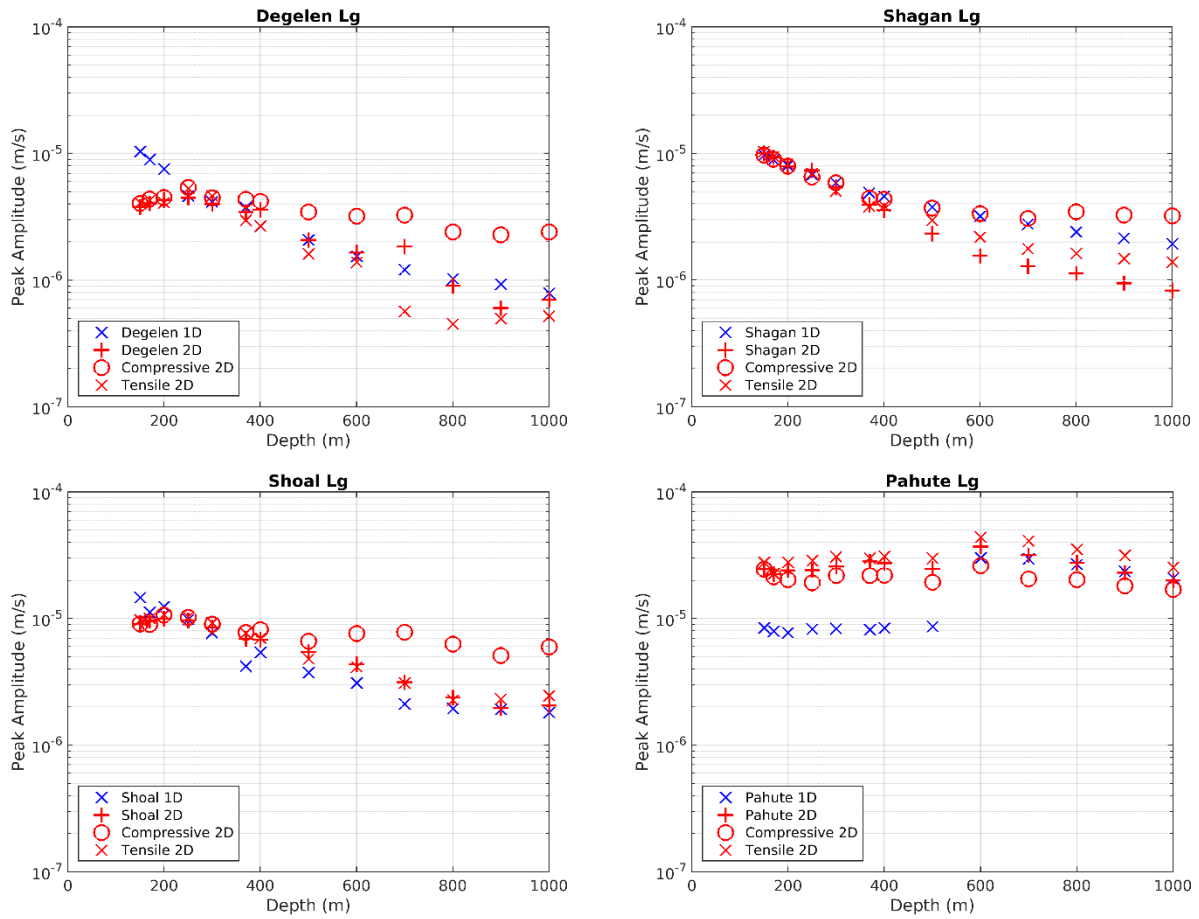 Degelen Lg
10-4
10-5
10-6
10-7
Peak Amplitude (m/s)
Degelen 1D
Degelen 2D
Compressive 2D
Tensile 2D
0 200 400 600 800 1000
Depth (m)
Shagan Lg
10-4
10-5
10-6
10-7
Peak Amplitude (m/s)
Shagan 1D
Shagan 2D
Compressive 2D
Tensile 2D
0 200 400 600 800 1000
Depth (m)
Shoal Lg
10-4
10-5
10-6
10-7
Peak Amplitude (m/s)
Shoal 1D
Shoal 2D
Compressive 2D
Tensile 2D
0 200 400 600 800 1000
Depth (m)
Pahute Lg
10-4
10-5
10-6
10-7
Peak Amplitude (m/s)
Pahute 1D
Pahute 2D
Compressive 2D
Tensile 2D
0 200 400 600 800 1000
Depth (m)